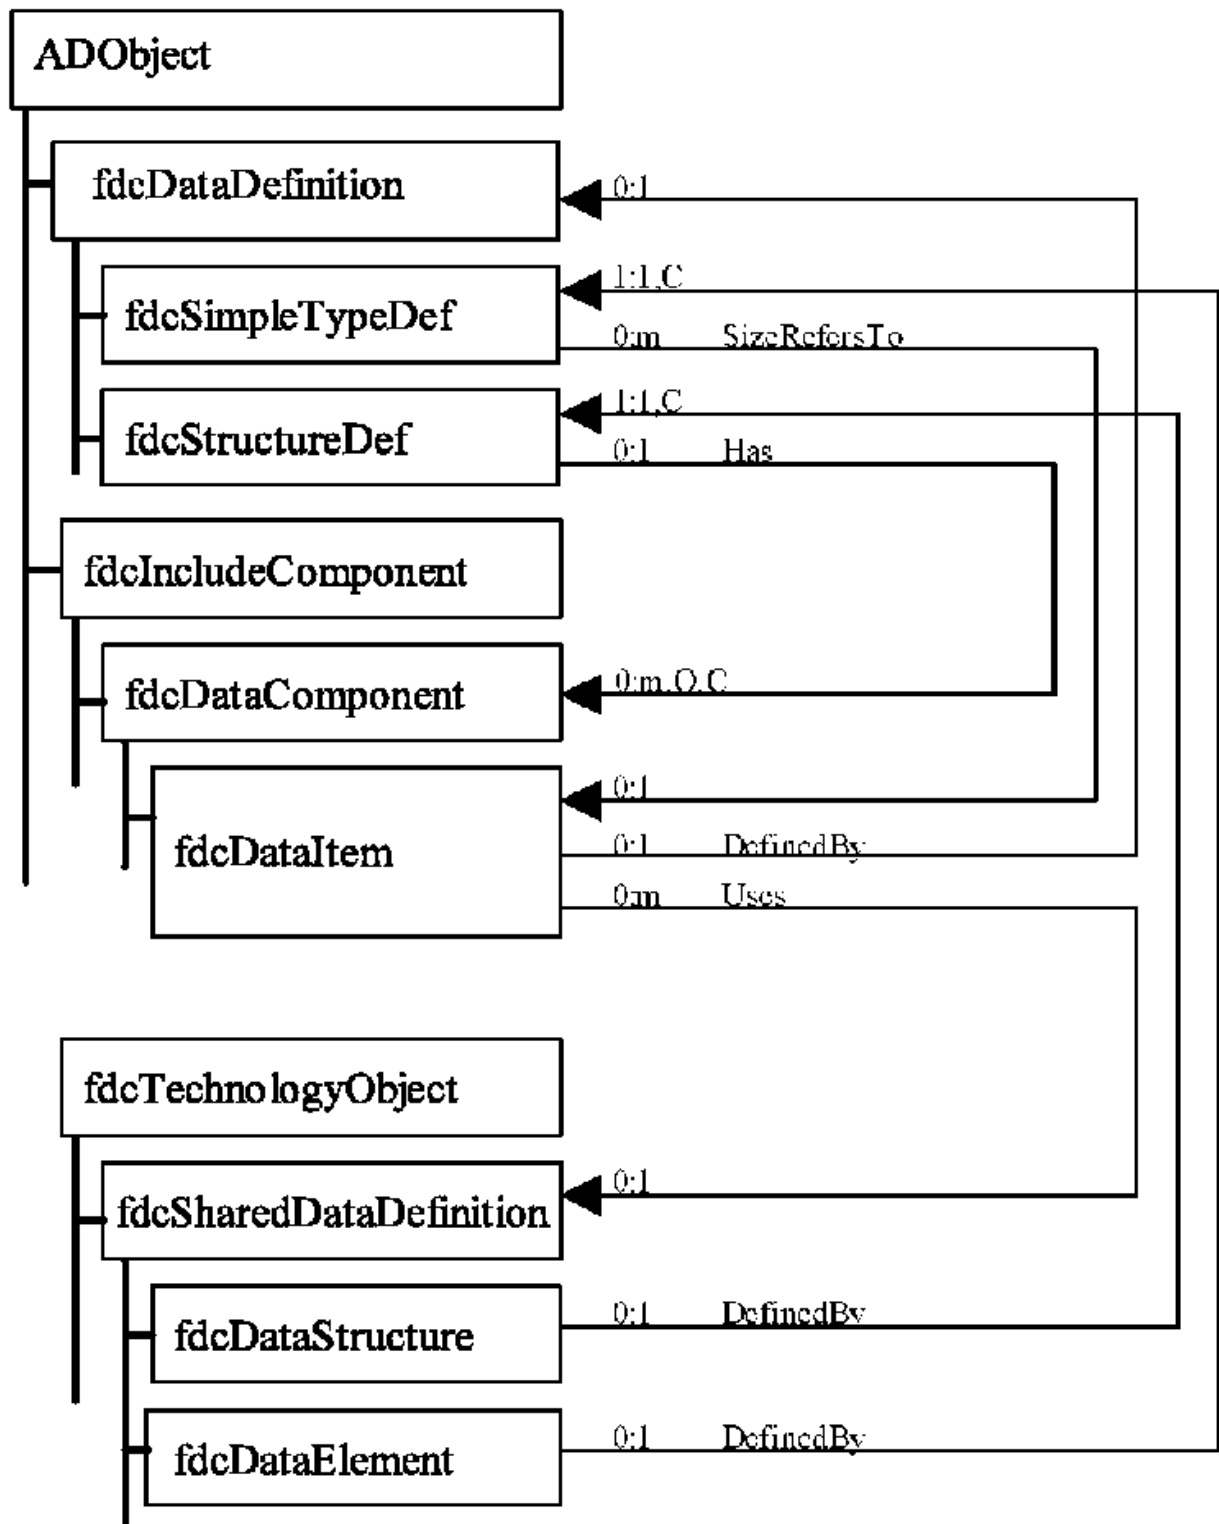 ADObject
fdcDataDefinition
0:1
1:1,C
fdcSimpleTypeDef
0:m SizeRefersTo
1:1,C
fdcStructureDef
0:1 Has
fdcIncludeComponent
fdcDataComponent
0:m,O,C
0:1
fdcDataItem
0:1 DefinedBy
0:m Uses
fdcTechnologyObject
0:1
fdcSharedDataDefinition
0:1 DefinedBy
fdcDataStructure
0:1 DefinedBy
fdcDataElement